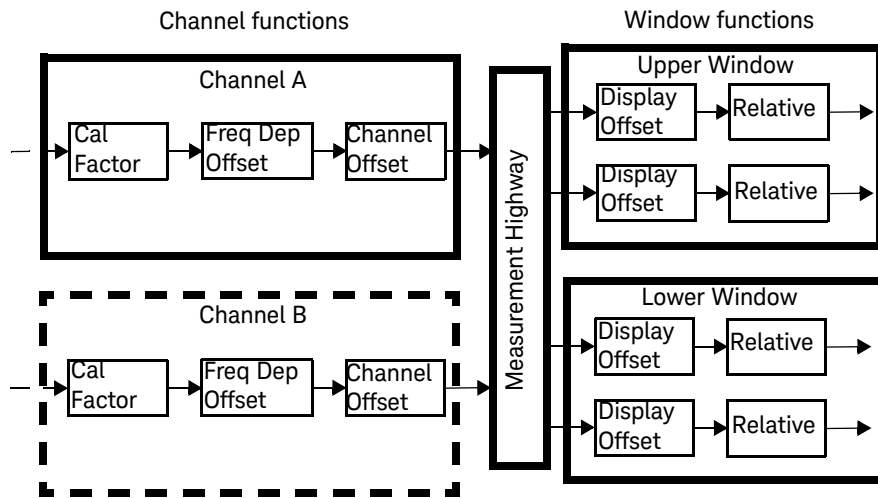 Channel functions
Window functions
Channel A
Cal
Factor
Freq Dep
Offset
Channel
Offset
Channel B
Cal
Factor
Freq Dep
Offset
Channel
Offset
Measurement Highway
Upper Window
Display
Offset
Relative
Display
Offset
Relative
Lower Window
Display
Offset
Relative
Display
Offset
Relative